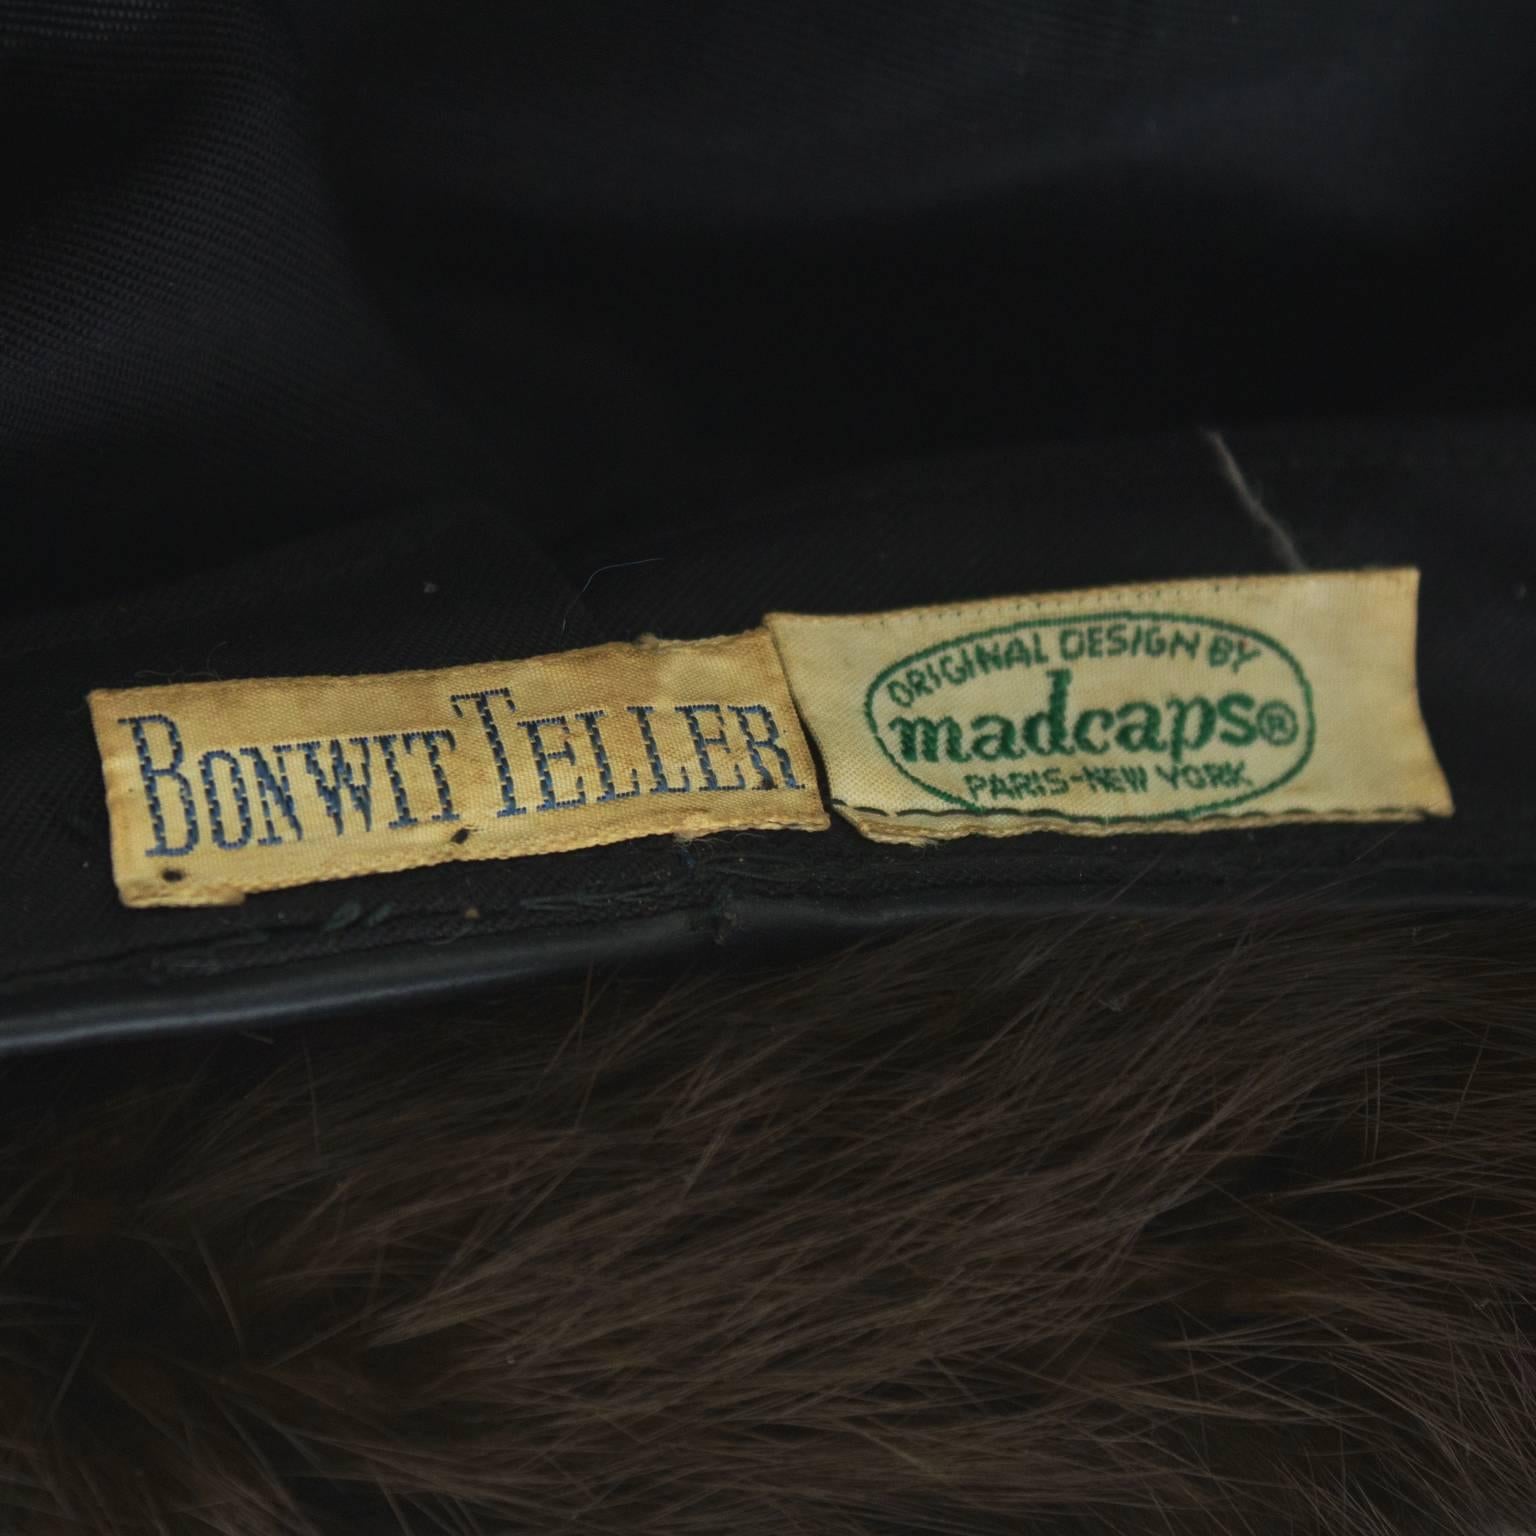 BONWIT TELLER
ORIGINAL DESIGN BY
madcaps®
PARIS-NEW YORK